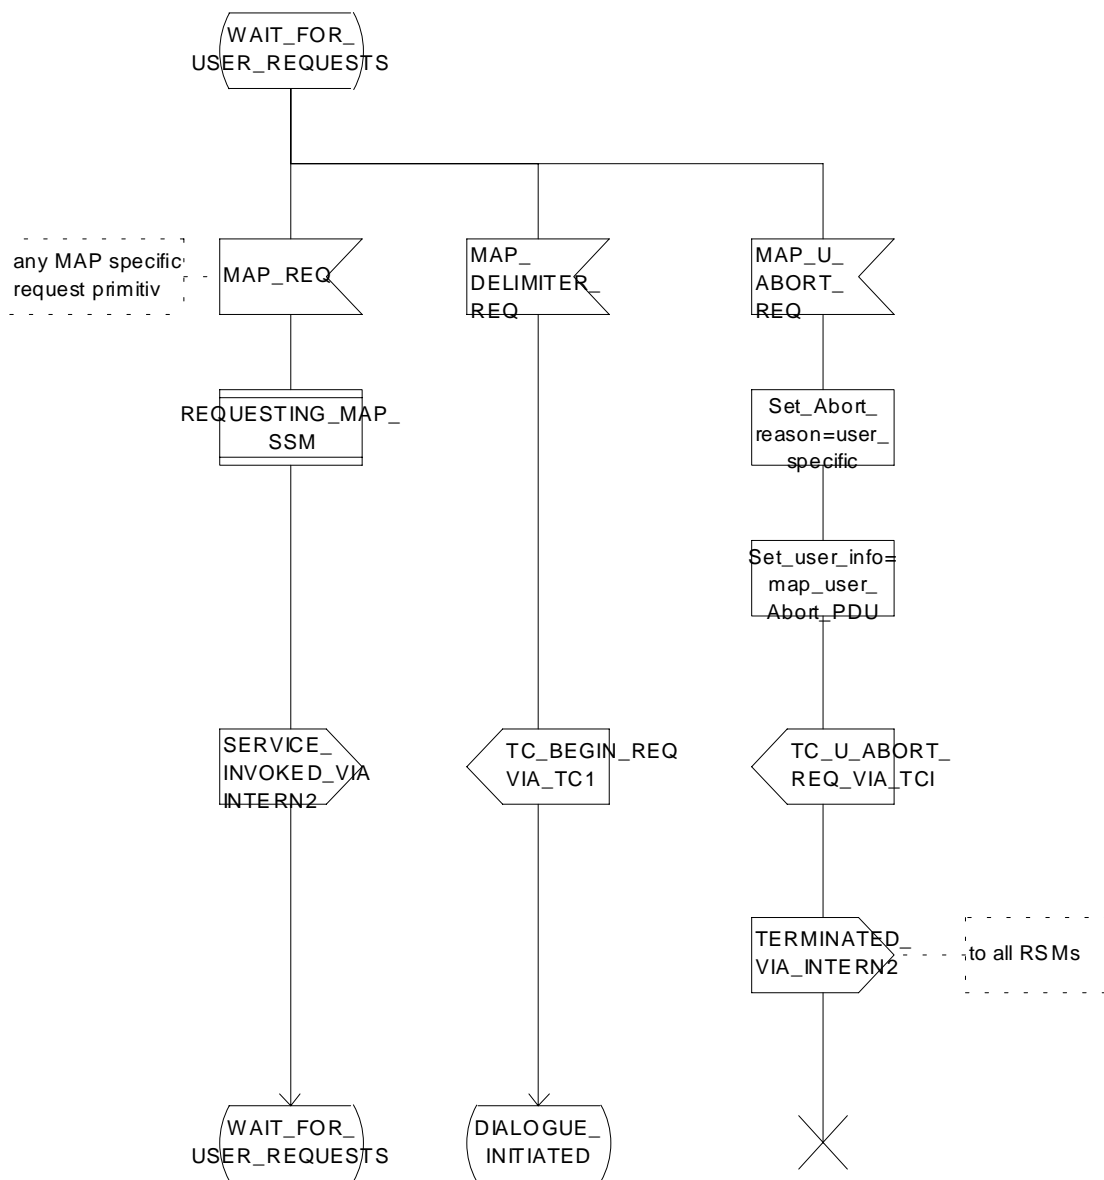 WAIT_FOR_
USER_REQUESTS
any MAP specific
request primitiv
MAP_REQ
MAP_
DELIMITER_
REQ
MAP_U_
ABORT_
REQ
REQUESTING_MAP_
SSM
Set_Abort_
reason=user_
specific
Set_user_info=
map_user_
Abort_PDU
SERVICE_
INVOKED_VIA
INTERN2
TC_BEGIN_REQ
VIA_TC1
TC_U_ABORT_
REQ_VIA_TCI
TERMINATED_
VIA_INTERN2
to all RSMs
WAIT_FOR_
USER_REQUESTS
DIALOGUE_
INITIATED